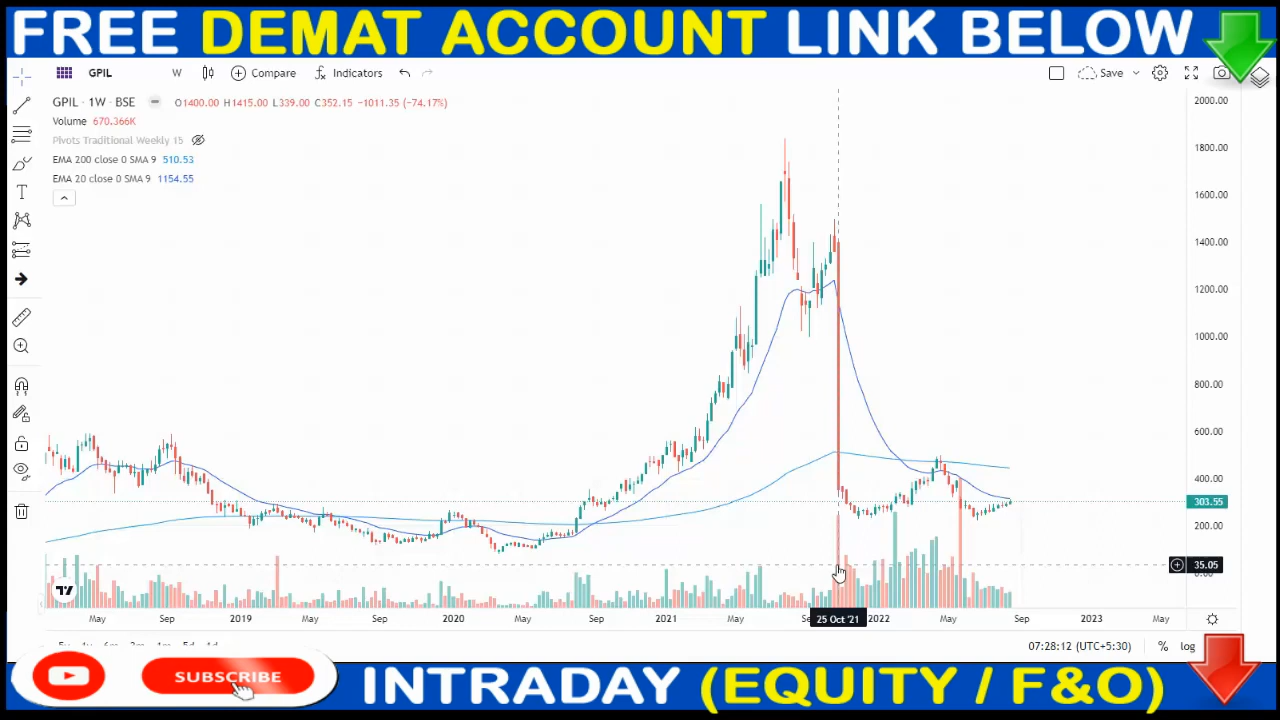 FREE DEMAT ACCOUNT LINK BELOW
GPIL W Compare Indicators Save
GPIL · 1W · BSE O1400.00 H1415.00 L339.00 C352.15 −1011.35 (−74.17%)
Volume 670.366K
Pivots Traditional Weekly 15
EMA 200 close 0 SMA 9 510.53
EMA 20 close 0 SMA 9 1154.55
2000.00
1800.00
1600.00
1400.00
1200.00
1000.00
800.00
600.00
400.00
303.55
200.00
35.05
May Sep 2019 May Sep 2020 May Sep 2021 May 25 Oct '21 2022 May Sep 2023 May
07:28:12 (UTC+5:30) % log
SUBSCRIBE
INTRADAY (EQUITY / F&O)